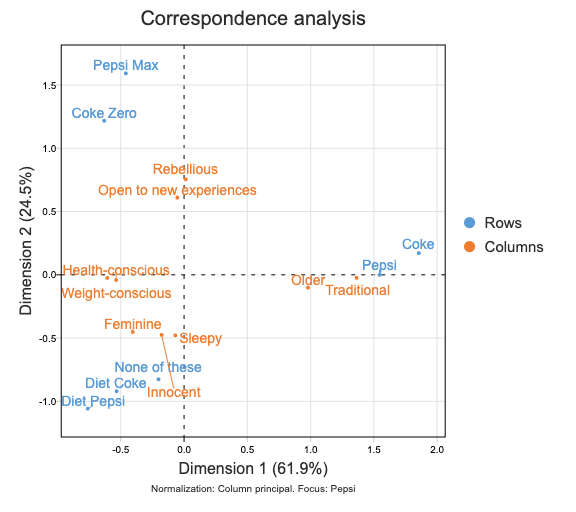 Correspondence analysis
Pepsi Max
1.5
Coke Zero
1.0
Rebellious
Open to new experiences
0.5
Coke
Pepsi
Health-conscious
0.0
Older
Weight-conscious
Traditional
Feminine
-0.5
Sleepy
None of these
Diet Coke
Innocent
-1.0
Diet Pepsi
Dimension 2 (24.5%)
Rows
Columns
-0.5 0.0 0.5 1.0 1.5 2.0
Dimension 1 (61.9%)
Normalization: Column principal. Focus: Pepsi